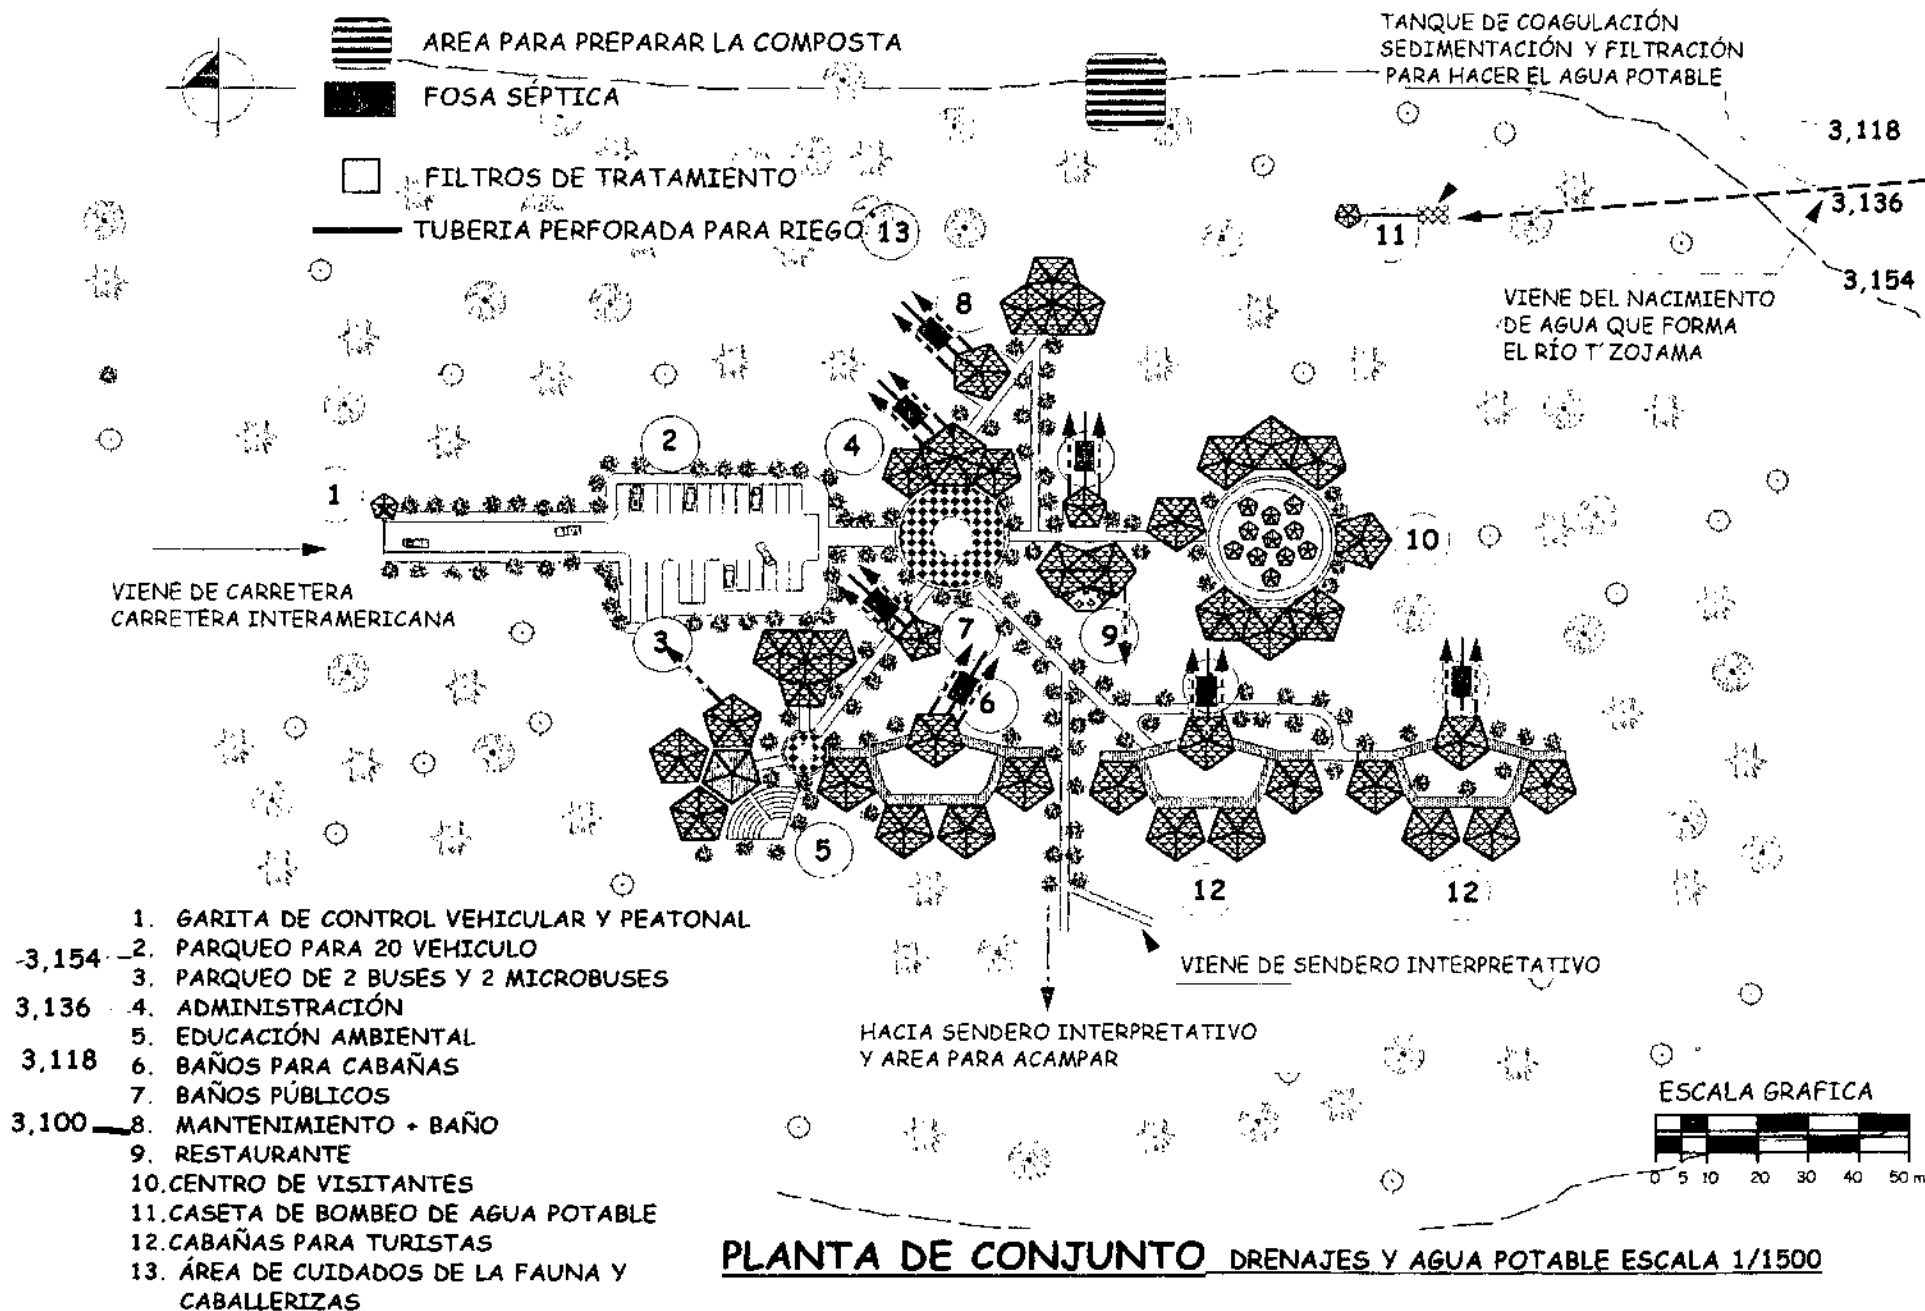 AREA PARA PREPARAR LA COMPOSTA
FOSA SÉPTICA
FILTROS DE TRATAMIENTO
TUBERIA PERFORADA PARA RIEGO
13
TANQUE DE COAGULACIÓN
SEDIMENTACIÓN Y FILTRACIÓN
PARA HACER EL AGUA POTABLE
3,118
3,136
3,154
11
VIENE DEL NACIMIENTO
DE AGUA QUE FORMA
EL RÍO T´ZOJAMA
8
2
4
1
10
VIENE DE CARRETERA
CARRETERA INTERAMERICANA
3
7
9
6
5
12
12
1. GARITA DE CONTROL VEHICULAR Y PEATONAL
2. PARQUEO PARA 20 VEHICULO
3. PARQUEO DE 2 BUSES Y 2 MICROBUSES
4. ADMINISTRACIÓN
5. EDUCACIÓN AMBIENTAL
6. BAÑOS PARA CABAÑAS
7. BAÑOS PÚBLICOS
8. MANTENIMIENTO + BAÑO
9. RESTAURANTE
10.CENTRO DE VISITANTES
11.CASETA DE BOMBEO DE AGUA POTABLE
12.CABAÑAS PARA TURISTAS
13. ÁREA DE CUIDADOS DE LA FAUNA Y
CABALLERIZAS
3,154
3,136
3,118
3,100
VIENE DE SENDERO INTERPRETATIVO
HACIA SENDERO INTERPRETATIVO
Y AREA PARA ACAMPAR
ESCALA GRAFICA
0 5 10 20 30 40 50 m
PLANTA DE CONJUNTO DRENAJES Y AGUA POTABLE ESCALA 1/1500